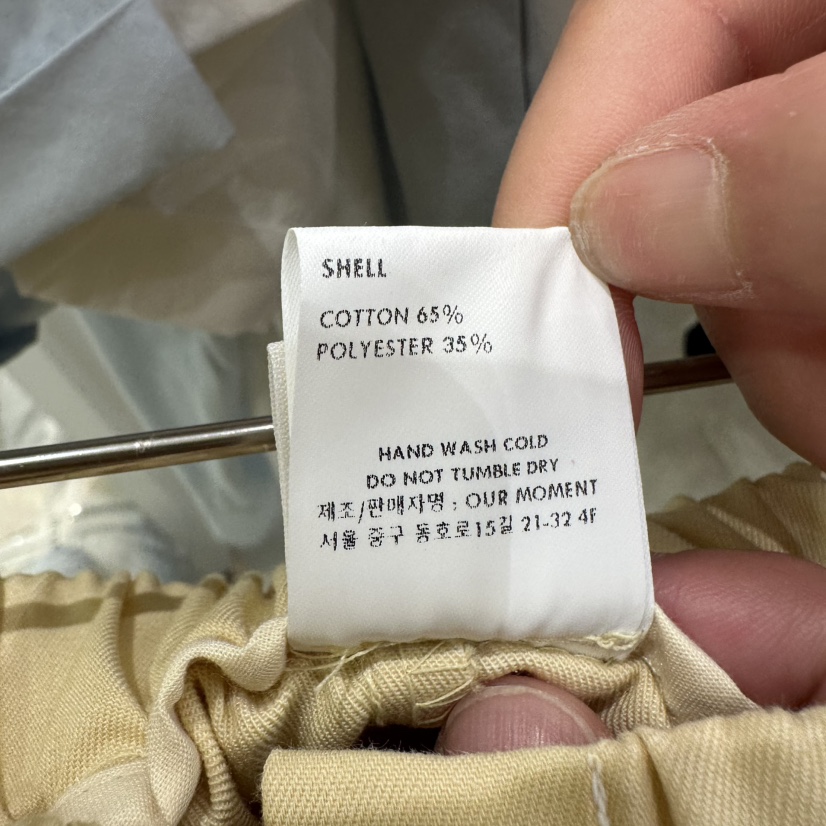 SHELL
COTTON 65%
POLYESTER 35%
HAND WASH COLD
DO NOT TUMBLE DRY
제조/판매자명 : OUR MOMENT
서울 중구 동호로15길 21-32 4F